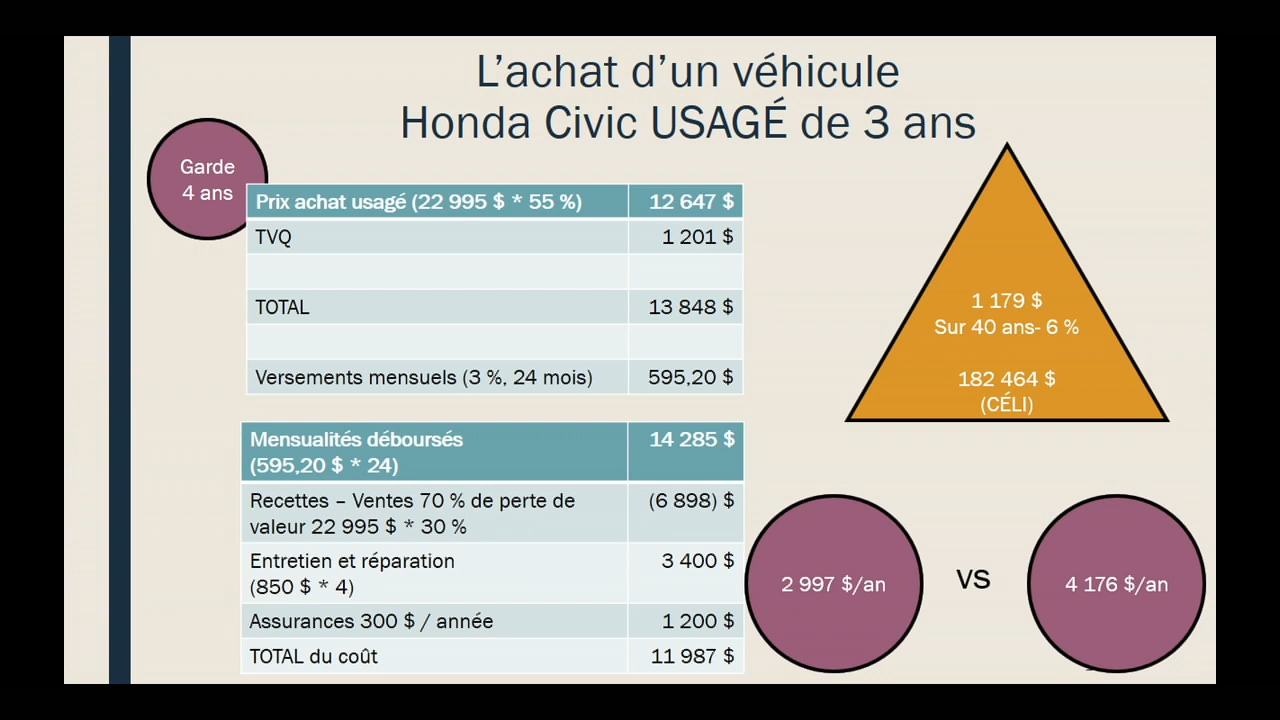 L’achat d’un véhicule
Honda Civic USAGÉ de 3 ans
Garde
4 ans
Prix achat usagé (22 995 $ * 55 %) 12 647 $
TVQ 1 201 $
TOTAL 13 848 $
Versements mensuels (3 %, 24 mois) 595,20 $
Mensualités déboursés 14 285 $
(595,20 $ * 24)
Recettes – Ventes 70 % de perte de (6 898) $
valeur 22 995 $ * 30 %
Entretien et réparation 3 400 $
(850 $ * 4)
Assurances 300 $ / année 1 200 $
TOTAL du coût 11 987 $
1 179 $
Sur 40 ans- 6 %
182 464 $
(CÉLI)
2 997 $/an
VS
4 176 $/an